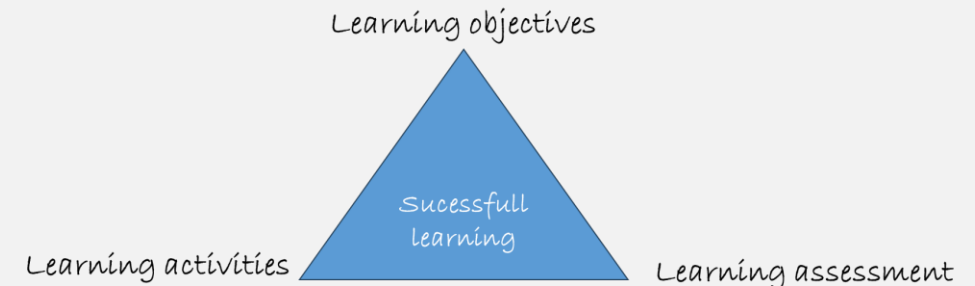 Learning objectives
Sucessfull
learning
Learning activities
Learning assessment